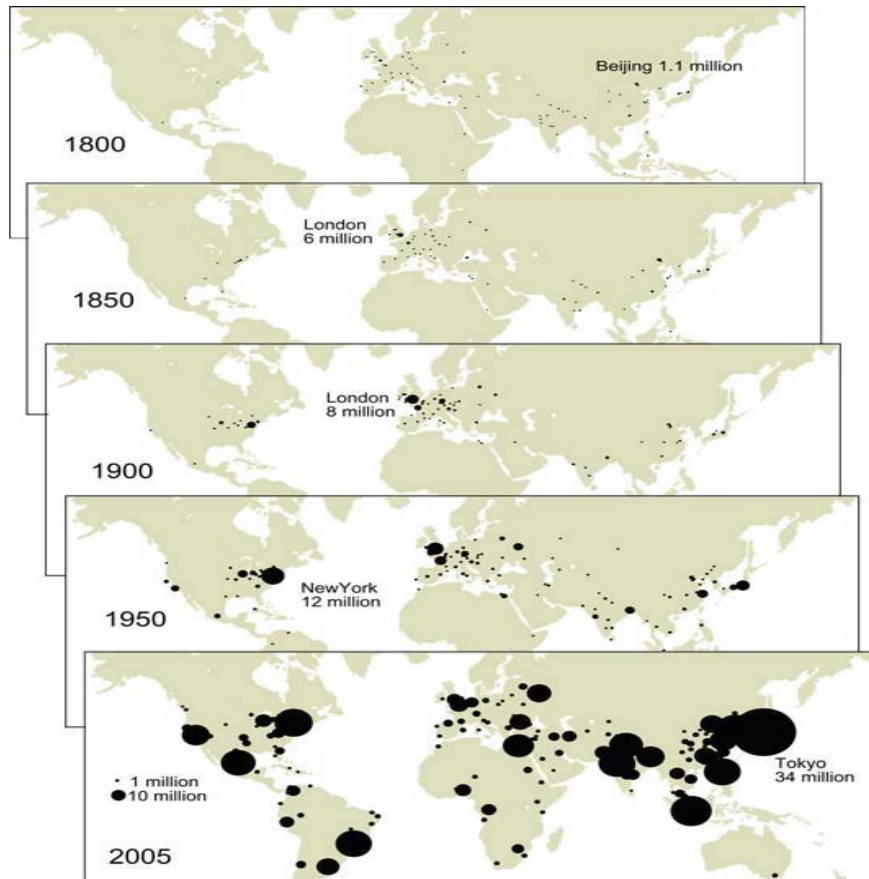 Beijing 1.1 million
1800
London
6 million
1850
London
8 million
1900
NewYork
12 million
1950
Tokyo
34 million
1 million
10 million
2005